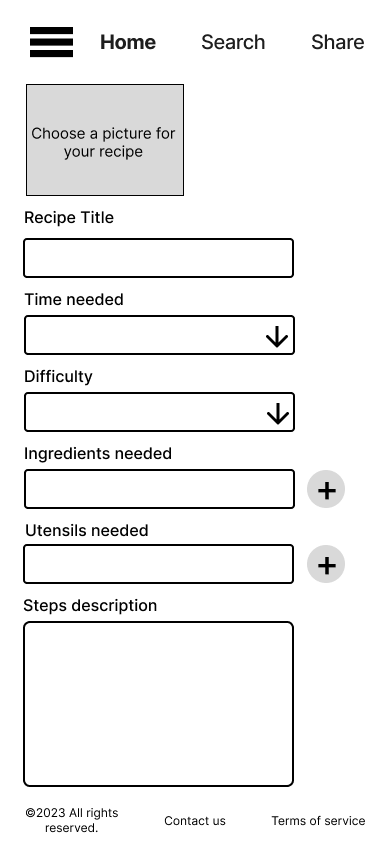 Home Search Share
Choose a picture for
your recipe
Recipe Title
Time needed
Difficulty
Ingredients needed
Utensils needed
Steps description
©2023 All rights
reserved.
Contact us
Terms of service